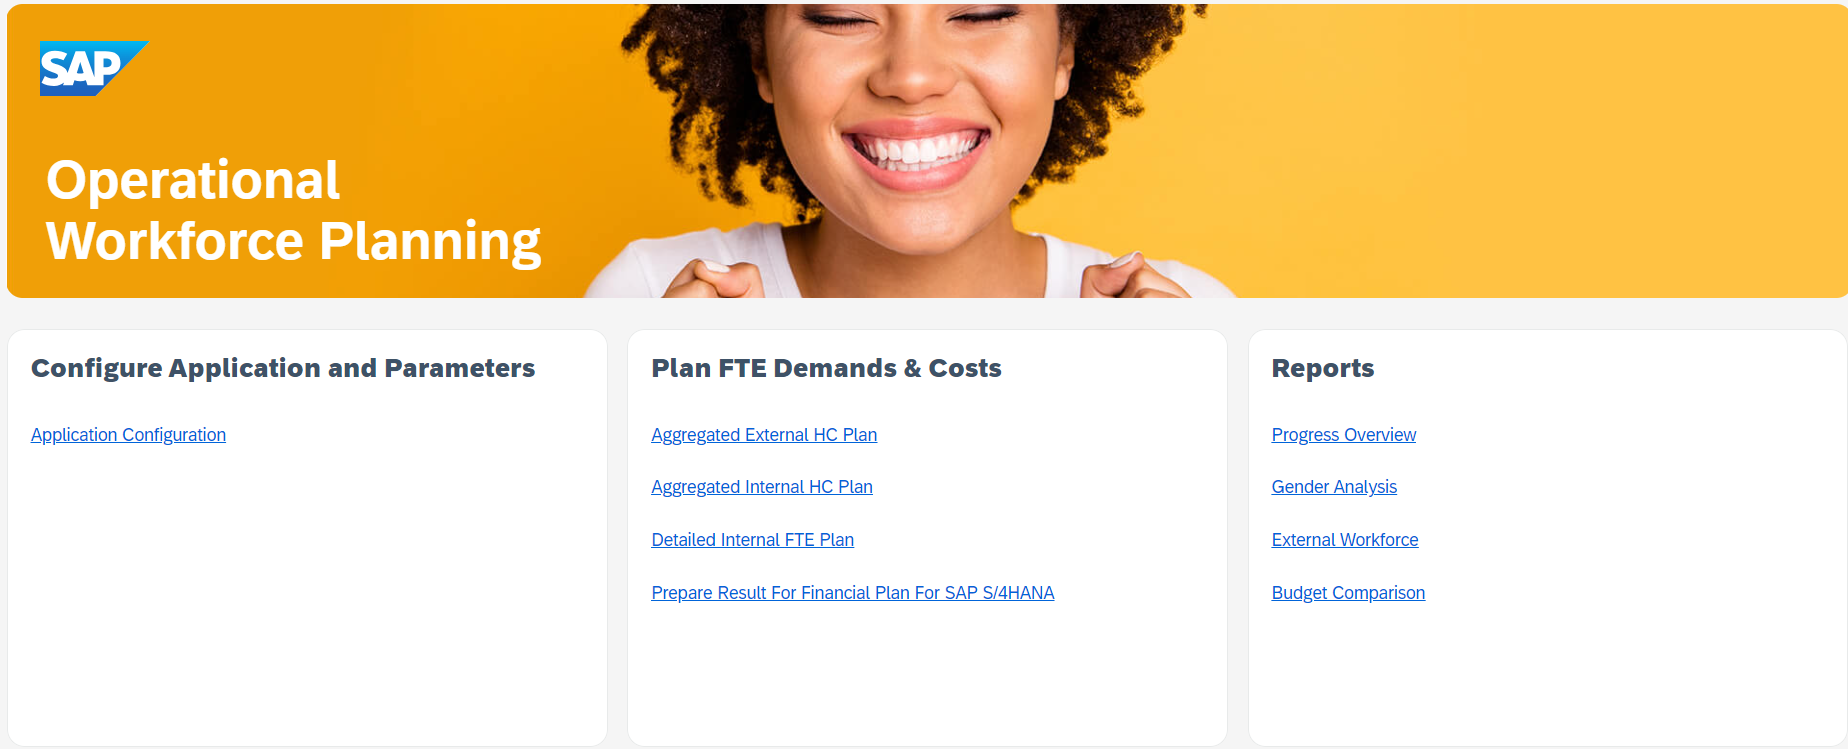 SAP
Operational
Workforce Planning
Configure Application and Parameters
Application Configuration
Plan FTE Demands & Costs
Aggregated External HC Plan
Aggregated Internal HC Plan
Detailed Internal FTE Plan
Prepare Result For Financial Plan For SAP S/4HANA
Reports
Progress Overview
Gender Analysis
External Workforce
Budget Comparison